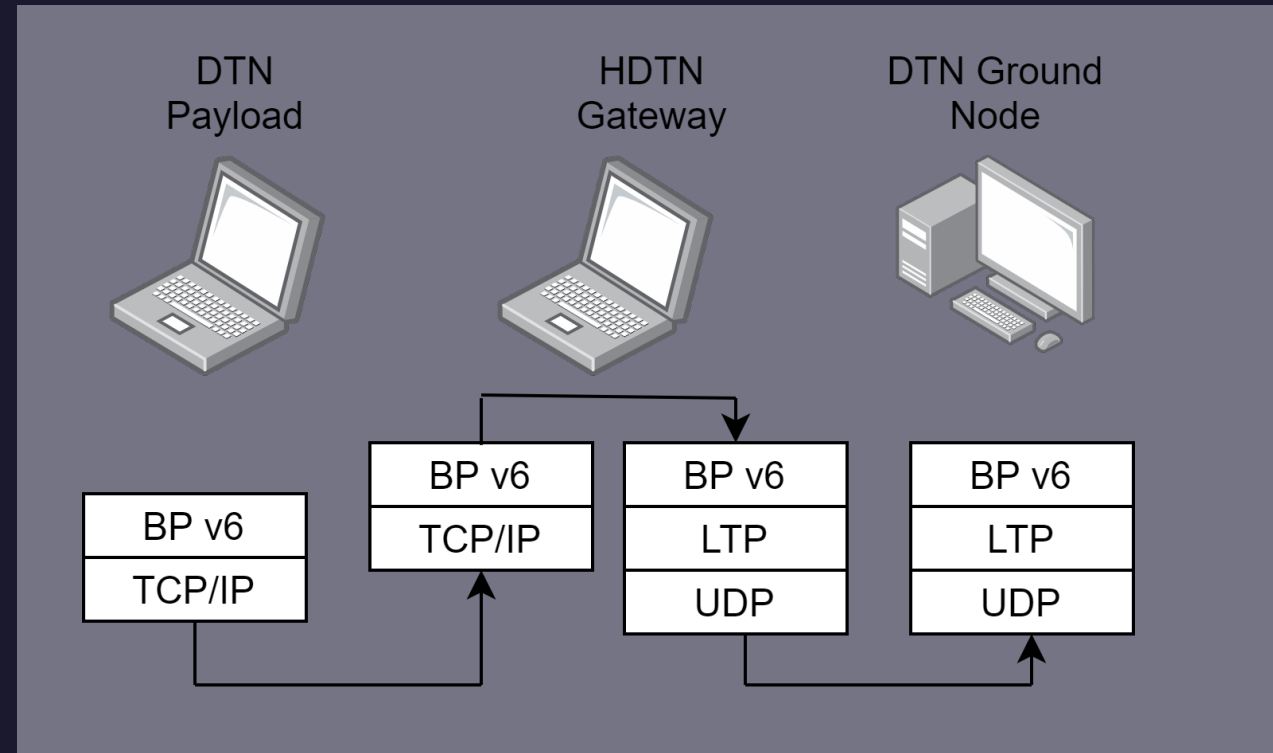 DTN
Payload
HDTN
Gateway
DTN Ground
Node
BP v6
TCP/IP
BP v6
TCP/IP
BP v6
LTP
UDP
BP v6
LTP
UDP